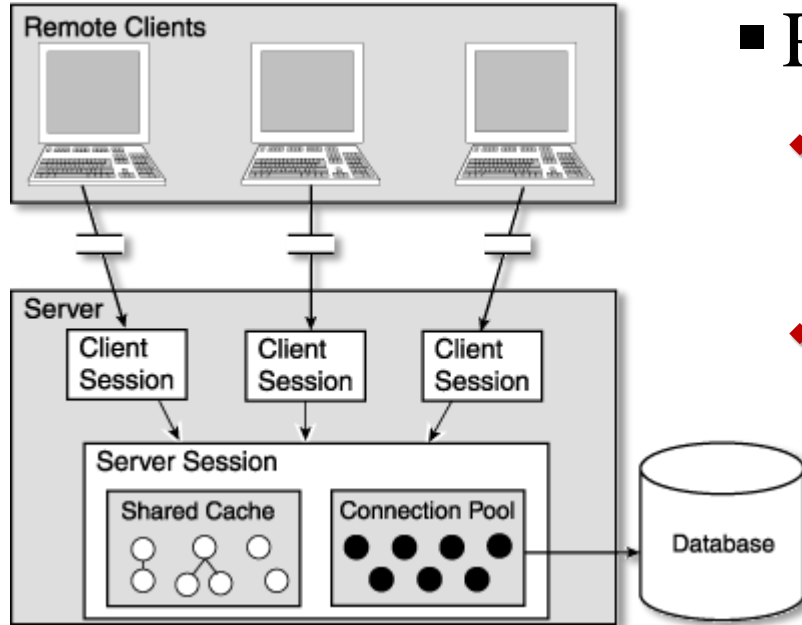 Remote Clients
Server
Client
Session
Client
Session
Client
Session
Server Session
Shared Cache
Connection Pool
Database